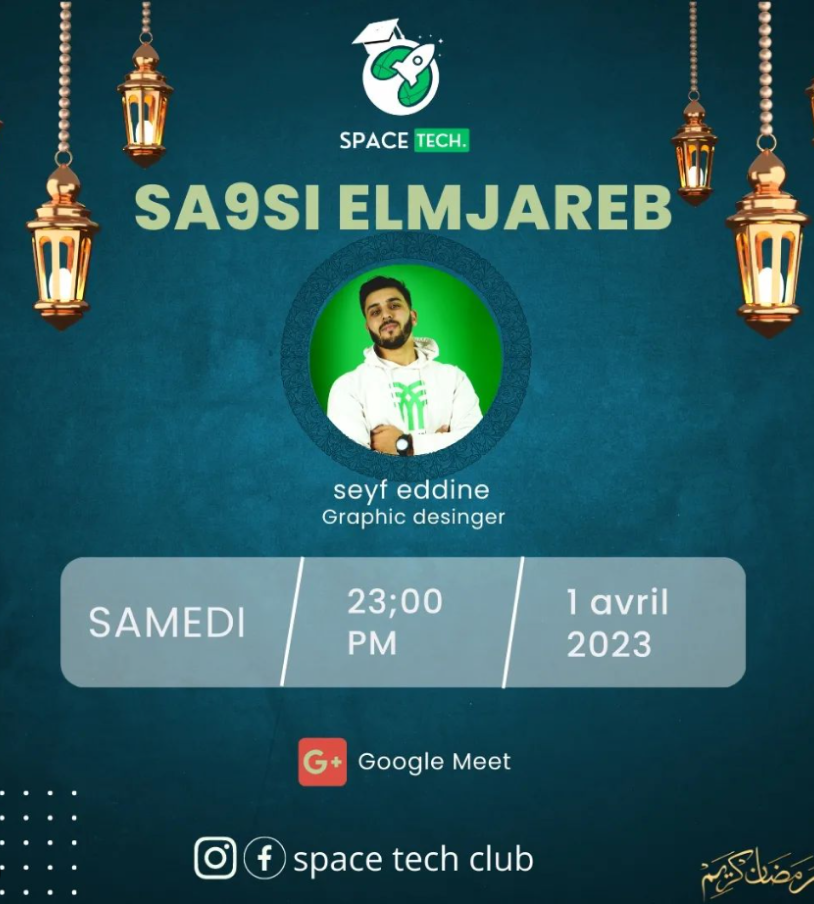 SPACE TECH.
SA9SI ELMJAREB
seyf eddine
Graphic desinger
SAMEDI
23;00
PM
1 avril
2023
G+ Google Meet
space tech club
رمضان كريم